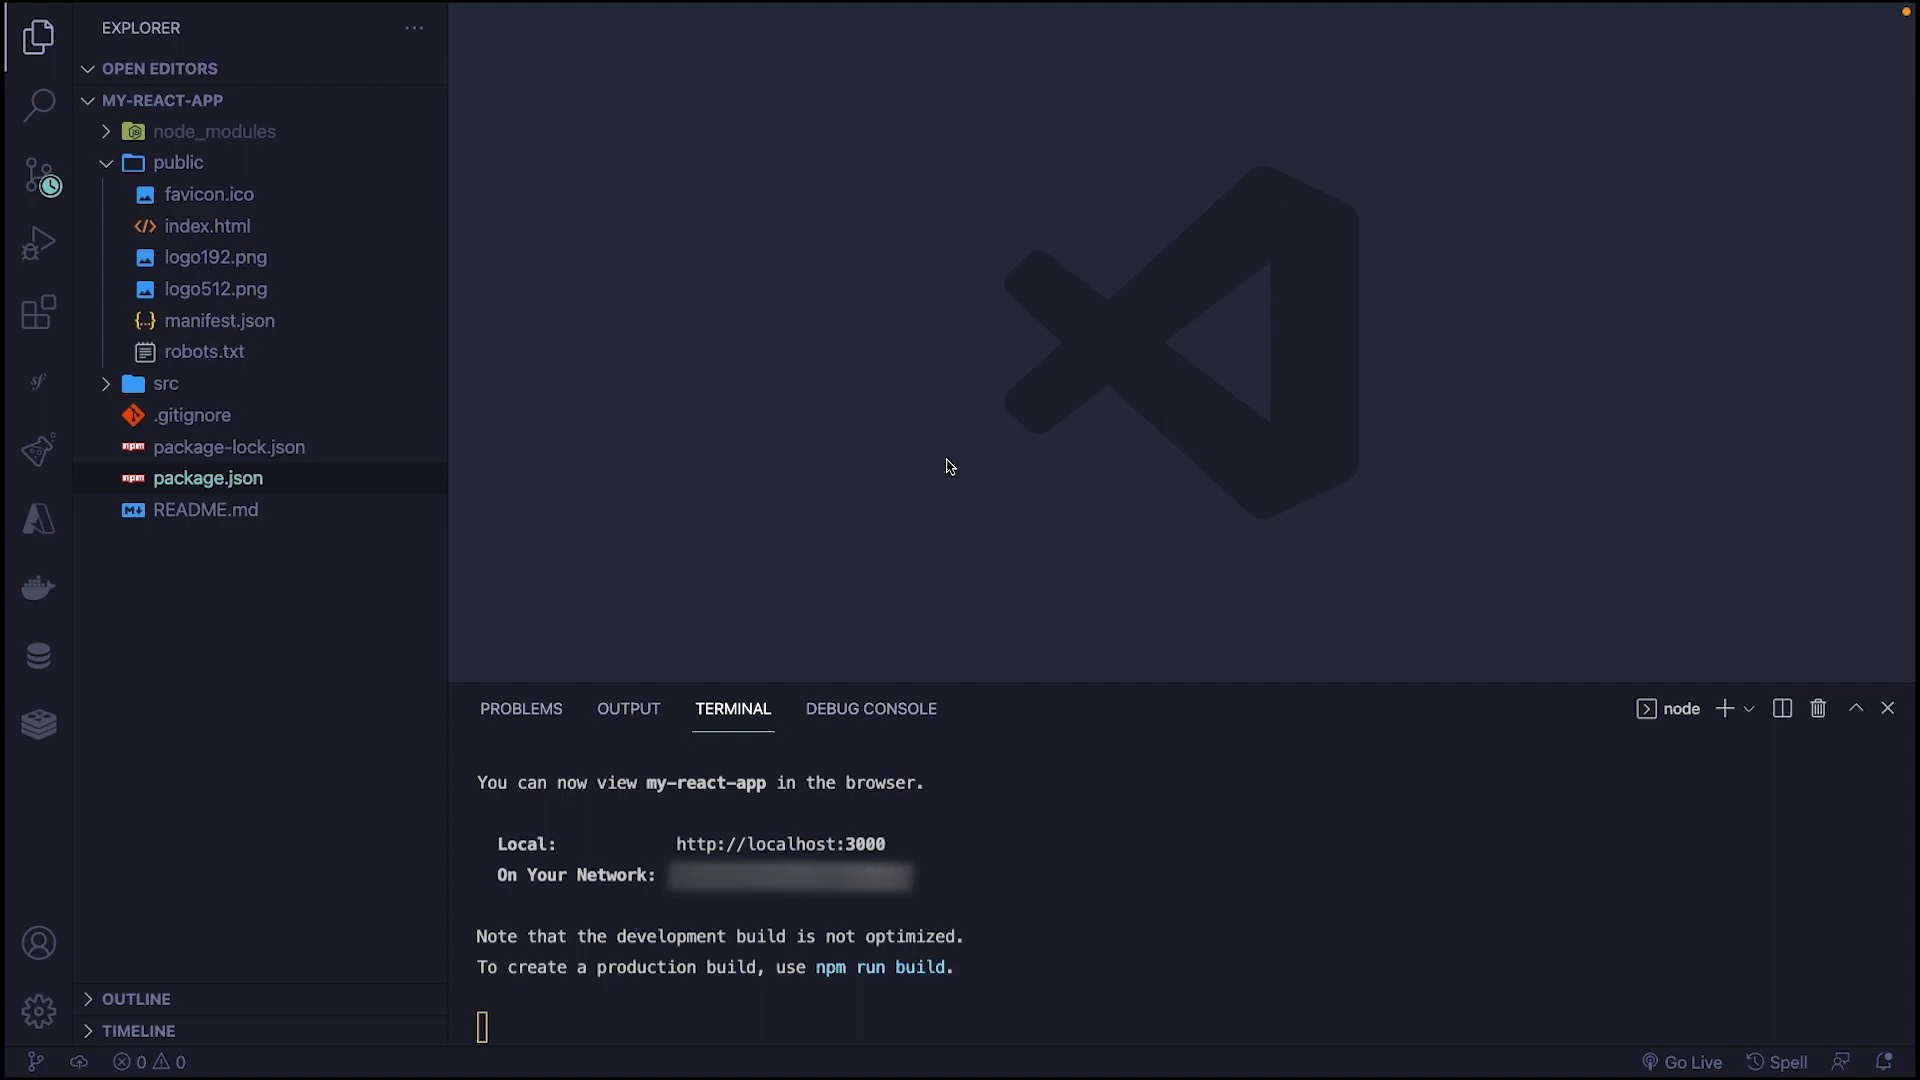 EXPLORER
OPEN EDITORS
MY-REACT-APP
node_modules
public
favicon.ico
index.html
logo192.png
logo512.png
manifest.json
robots.txt
src
.gitignore
package-lock.json
package.json
README.md
OUTLINE
TIMELINE
PROBLEMS OUTPUT TERMINAL DEBUG CONSOLE node
You can now view my-react-app in the browser.
Local: http://localhost:3000
On Your Network:
Note that the development build is not optimized.
To create a production build, use npm run build.
0 0 Go Live Spell